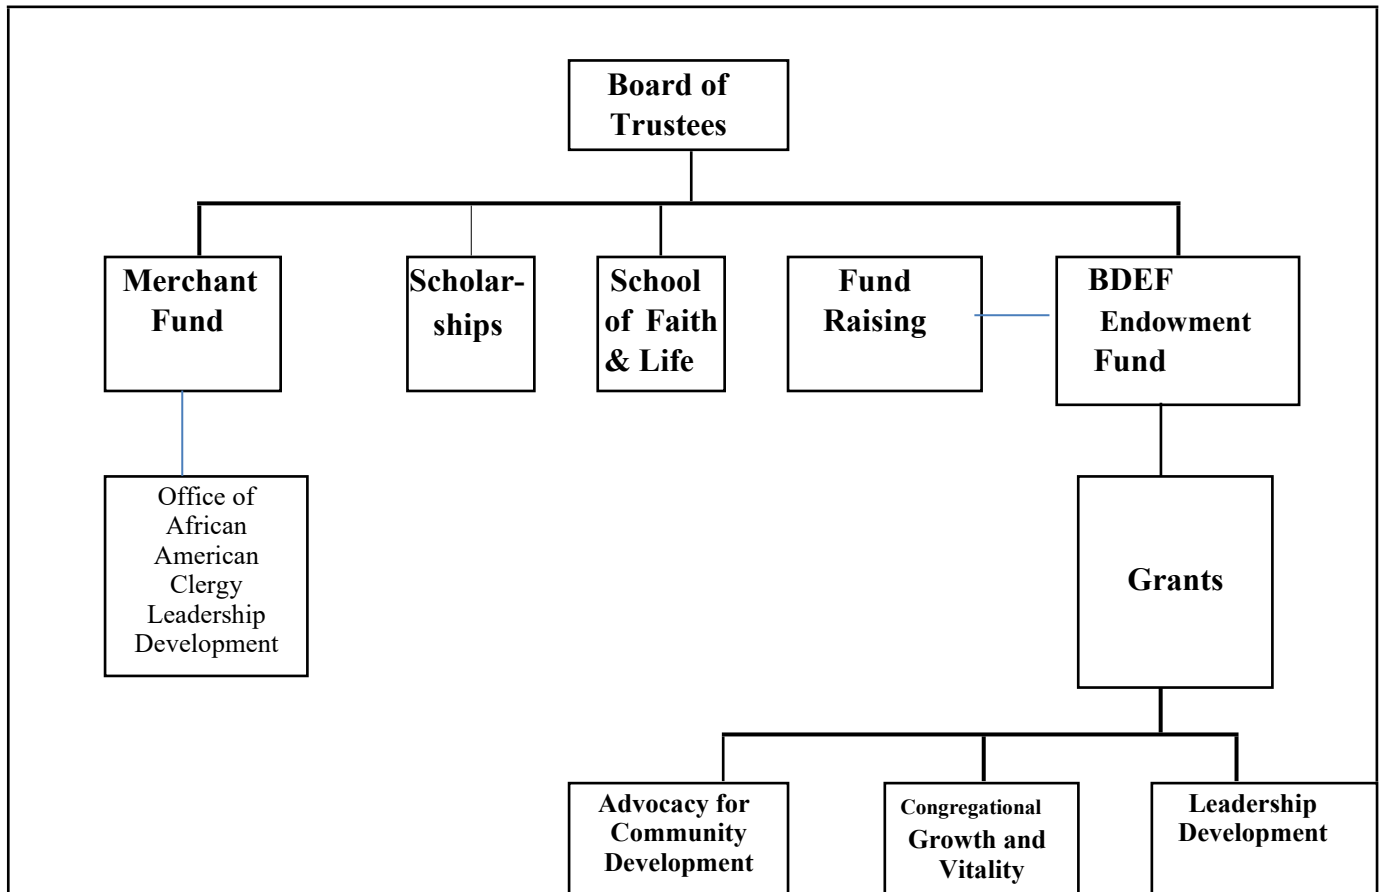 Board of
Trustees
Merchant
Fund
Scholar-
ships
School
of Faith
& Life
Fund
Raising
BDEF
Endowment
Fund
Office of
African
American
Clergy
Leadership
Development
Grants
Advocacy for
Community
Development
Congregational
Growth and
Vitality
Leadership
Development